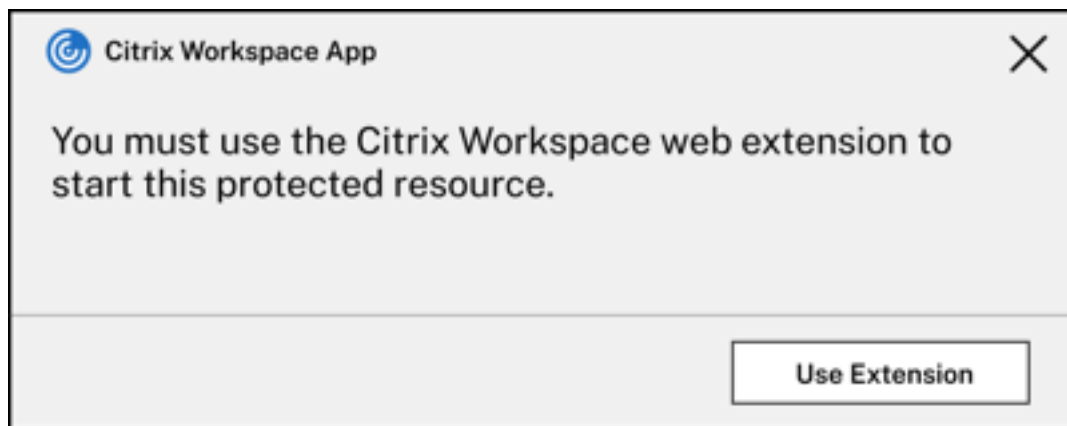 Citrix Workspace App
You must use the Citrix Workspace web extension to
start this protected resource.
Use Extension